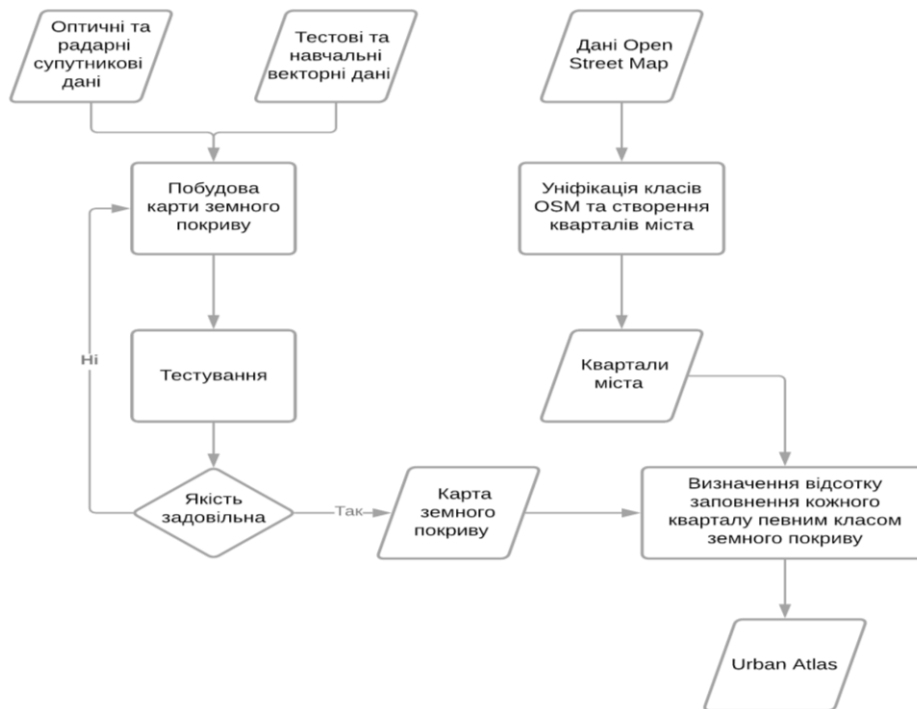 Оптичні та
радарні
супутникові
дані
Тестові та
навчальні
векторні дані
Дані Open
Street Map
Побудова
карти земного
покриву
Уніфікація класів
OSM та створення
кварталів міста
Ні
Тестування
Квартали
міста
Якість
задовільна
Так
Карта
земного
покриву
Визначення відсотку
заповнення кожного
кварталу певним класом
земного покриву
Urban Atlas